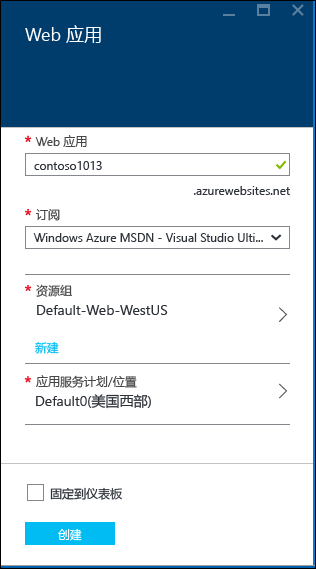 Web 应用
* Web 应用
contoso1013
.azurewebsites.net
* 订阅
Windows Azure MSDN - Visual Studio Ulti...
* 资源组
Default-Web-WestUS
新建
* 应用服务计划/位置
Default0(美国西部)
固定到仪表板
创建